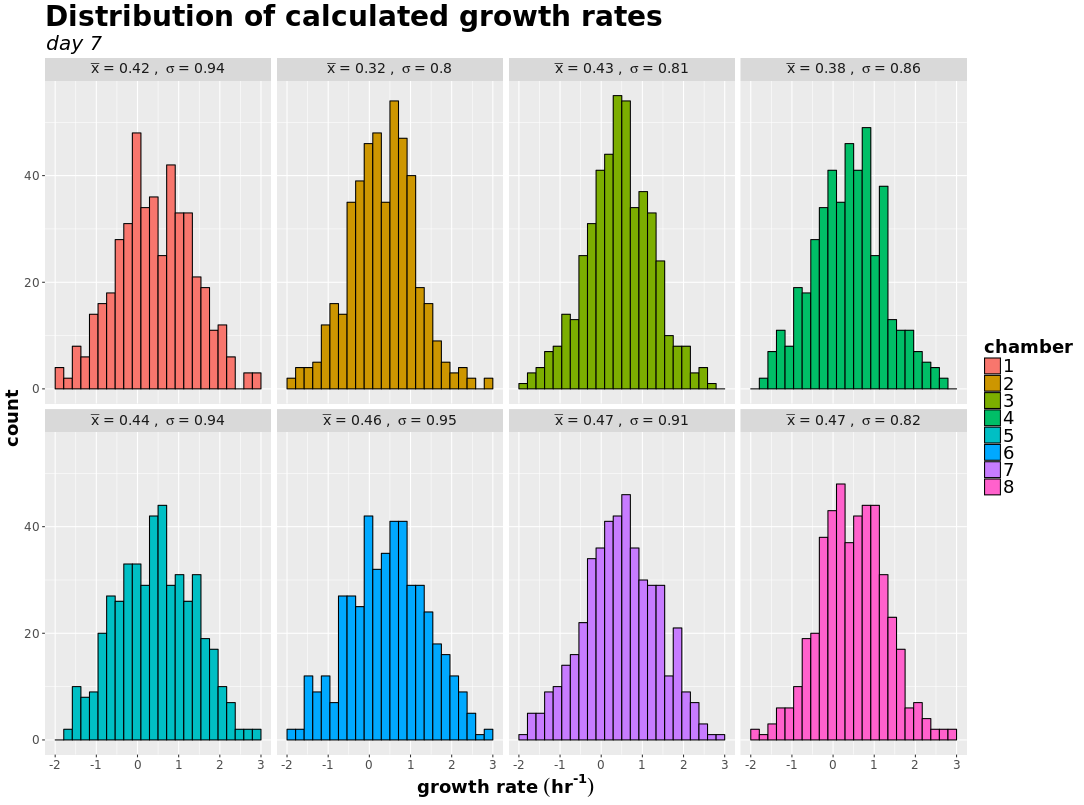 Distribution of calculated growth rates
day 7
x̅ = 0.42 , σ = 0.94
x̅ = 0.32 , σ = 0.8
x̅ = 0.43 , σ = 0.81
x̅ = 0.38 , σ = 0.86
40
20
0
x̅ = 0.44 , σ = 0.94
x̅ = 0.46 , σ = 0.95
x̅ = 0.47 , σ = 0.91
x̅ = 0.47 , σ = 0.82
40
20
0
-2 -1 0 1 2 3
-2 -1 0 1 2 3
-2 -1 0 1 2 3
-2 -1 0 1 2 3
count
growth rate (hr⁻¹)
chamber
1
2
3
4
5
6
7
8